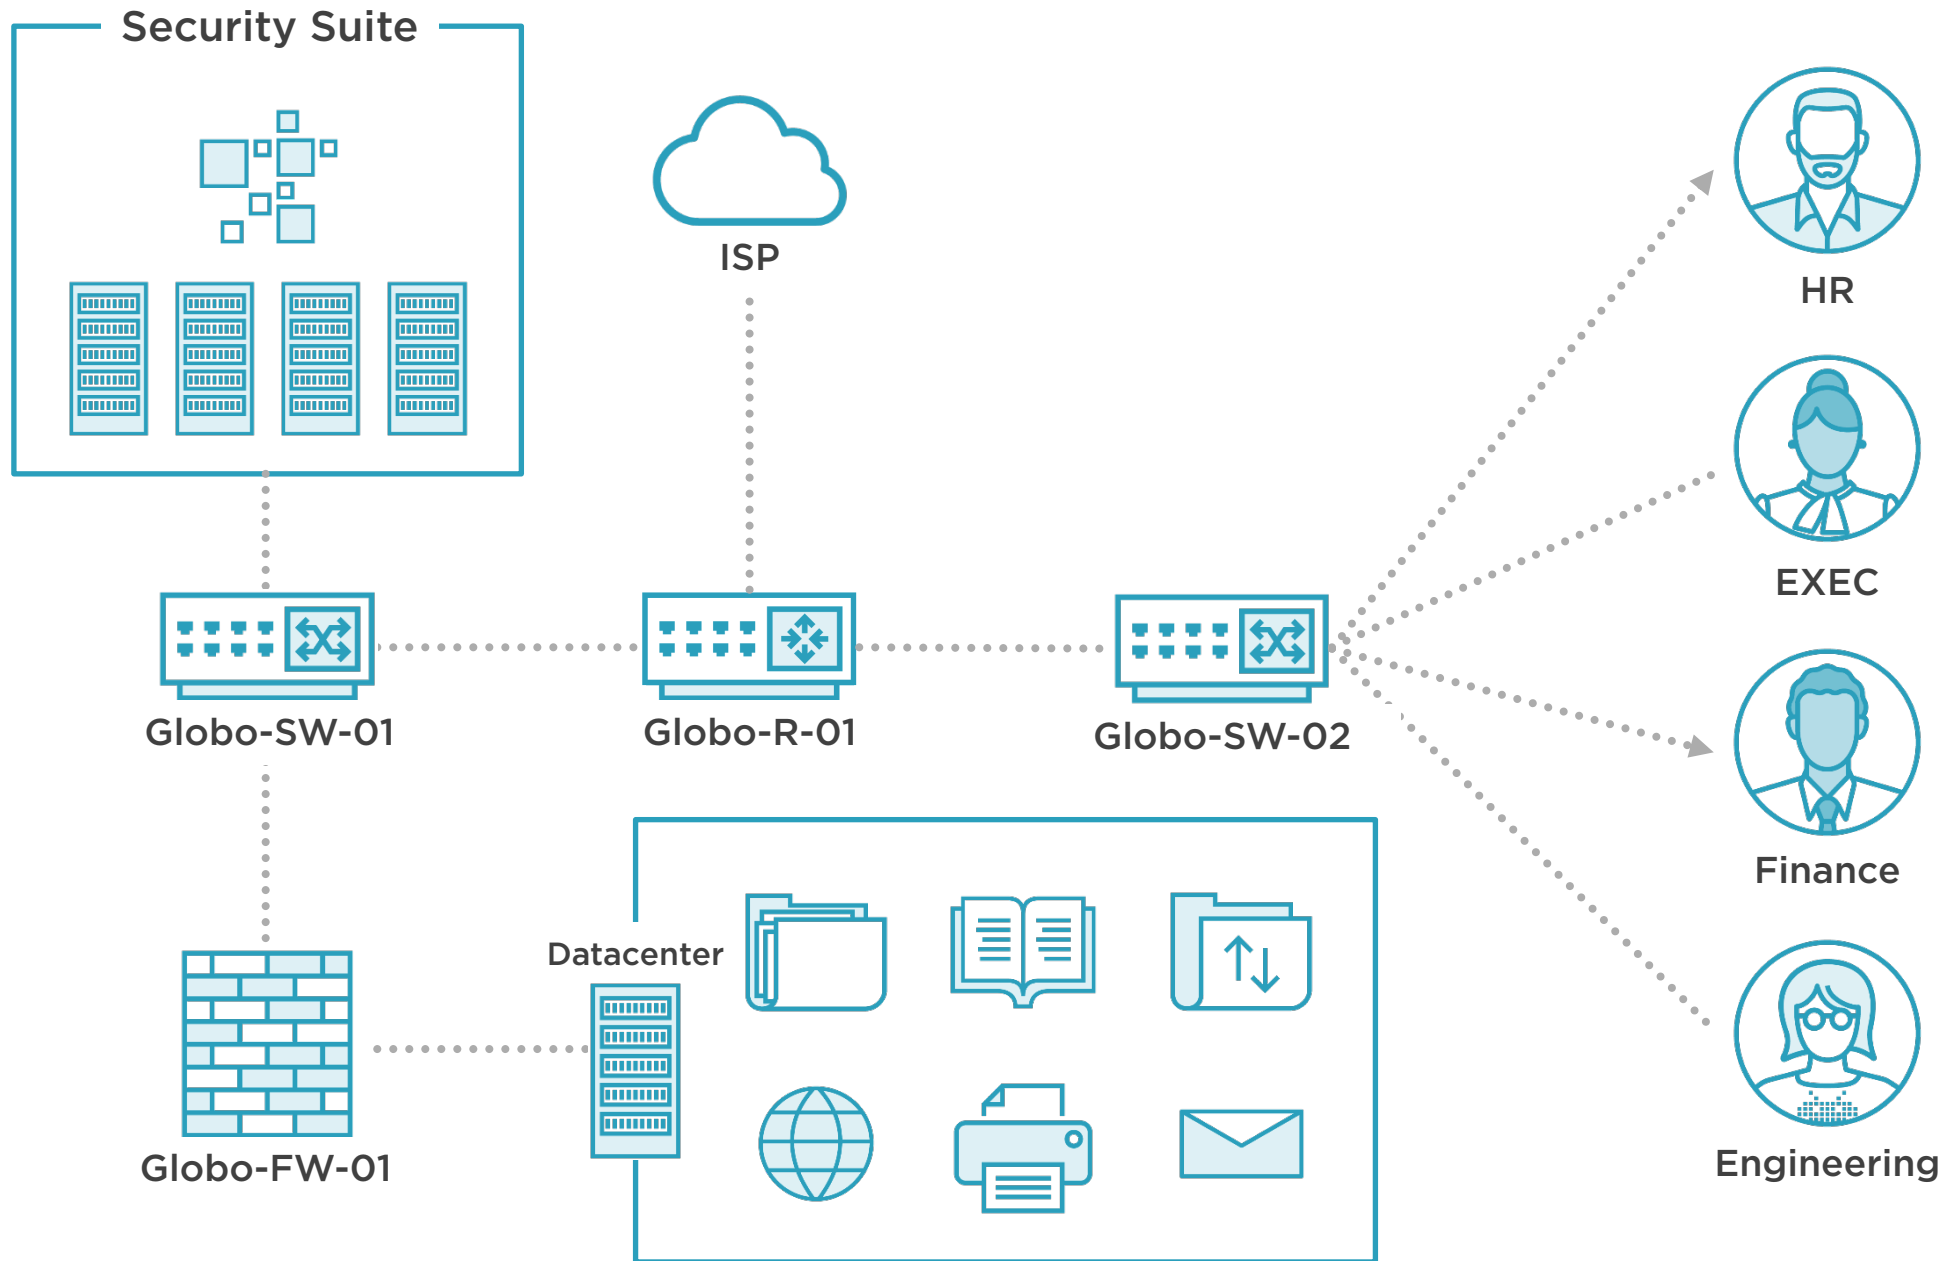 Security Suite
ISP
HR
EXEC
Globo-SW-01
Globo-R-01
Globo-SW-02
Finance
Datacenter
Globo-FW-01
Engineering